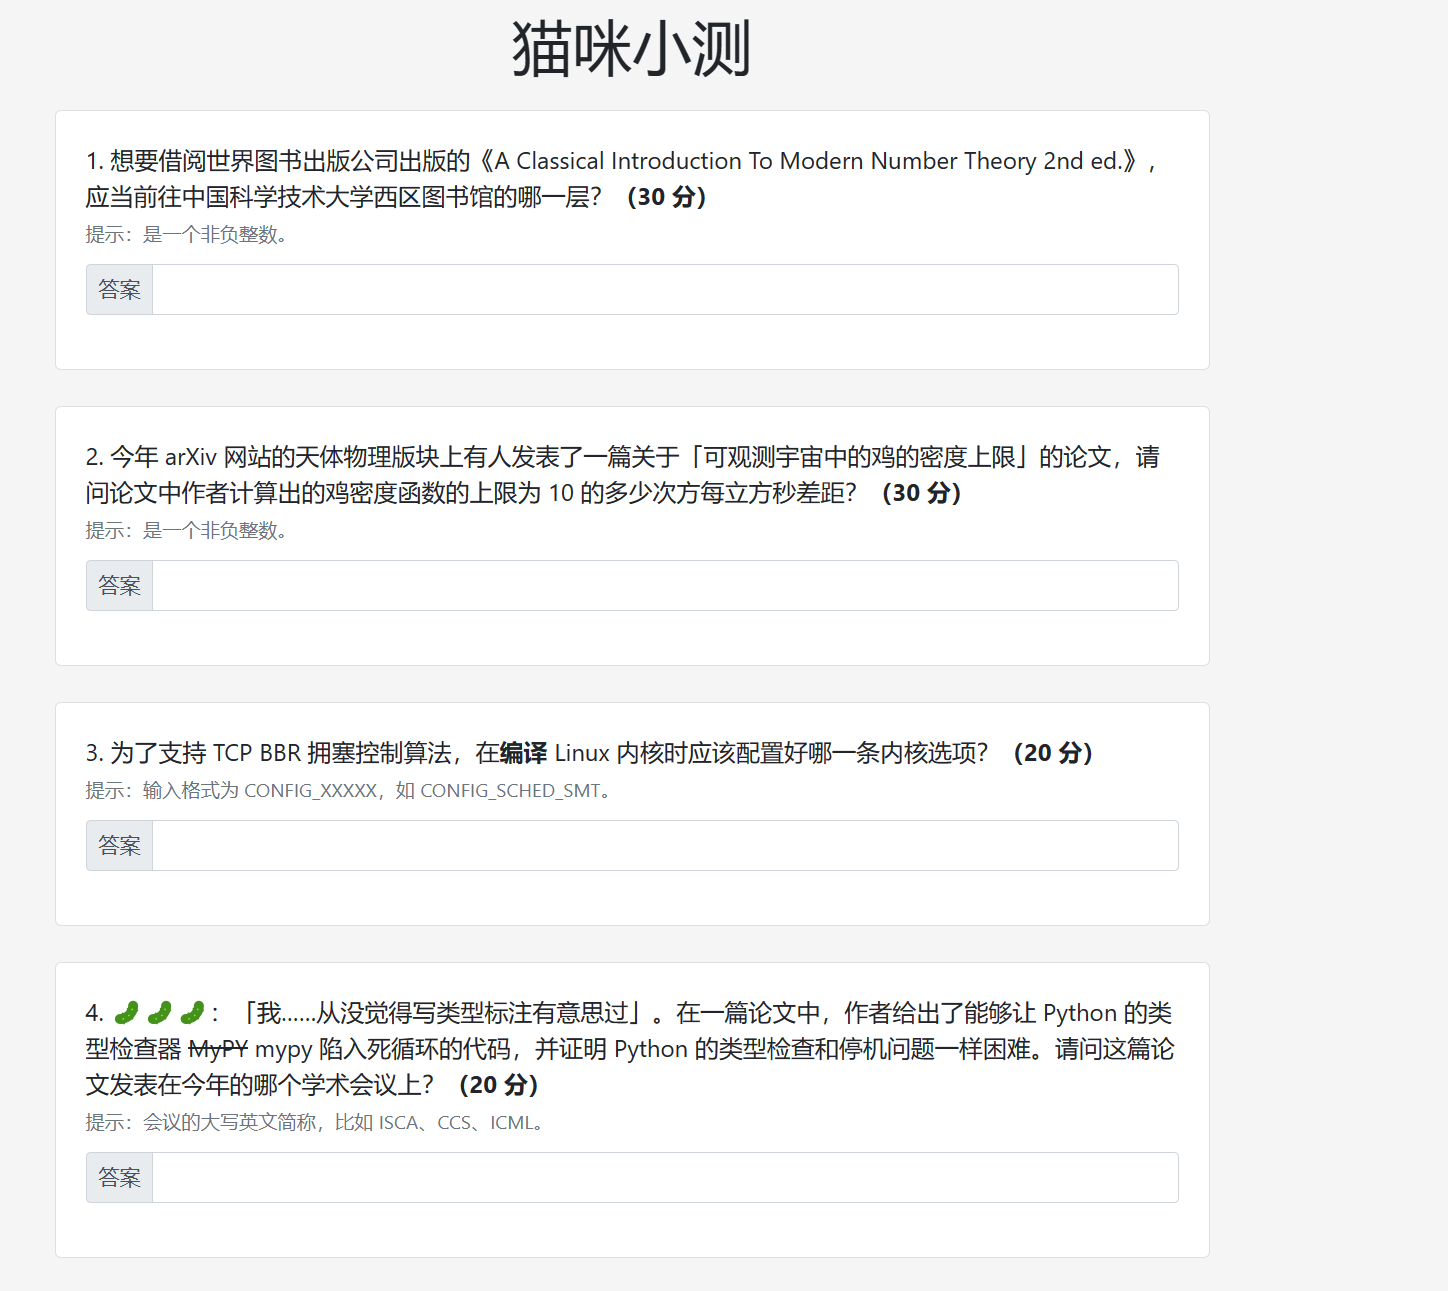 猫咪小测
1. 想要借阅世界图书出版公司出版的《A Classical Introduction To Modern Number Theory 2nd ed.》，
应当前往中国科学技术大学西区图书馆的哪一层？（30 分）
提示：是一个非负整数。
答案
2. 今年 arXiv 网站的天体物理版块上有人发表了一篇关于「可观测宇宙中的鸡的密度上限」的论文，请
问论文中作者计算出的鸡密度函数的上限为 10 的多少次方每立方秒差距？（30 分）
提示：是一个非负整数。
答案
3. 为了支持 TCP BBR 拥塞控制算法，在编译 Linux 内核时应该配置好哪一条内核选项？（20 分）
提示：输入格式为 CONFIG_XXXXX，如 CONFIG_SCHED_SMT。
答案
4. 🥒🥒🥒：「我……从没觉得写类型标注有意思过」。在一篇论文中，作者给出了能够让 Python 的类
型检查器 MyPY mypy 陷入死循环的代码，并证明 Python 的类型检查和停机问题一样困难。请问这篇论
文发表在今年的哪个学术会议上？（20 分）
提示：会议的大写英文简称，比如 ISCA、CCS、ICML。
答案